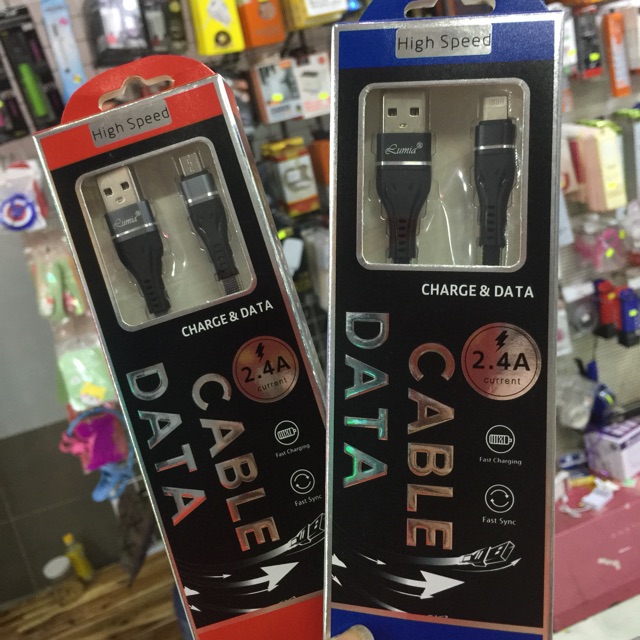 High Speed
Lumia
CHARGE & DATA
2.4A
current
DATA
CABLE
Fast Charging
Fast Sync
High Speed
Lumia®
CHARGE & DATA
2.4A
current
DATA
CABLE
Fast Charging
Fast Sync